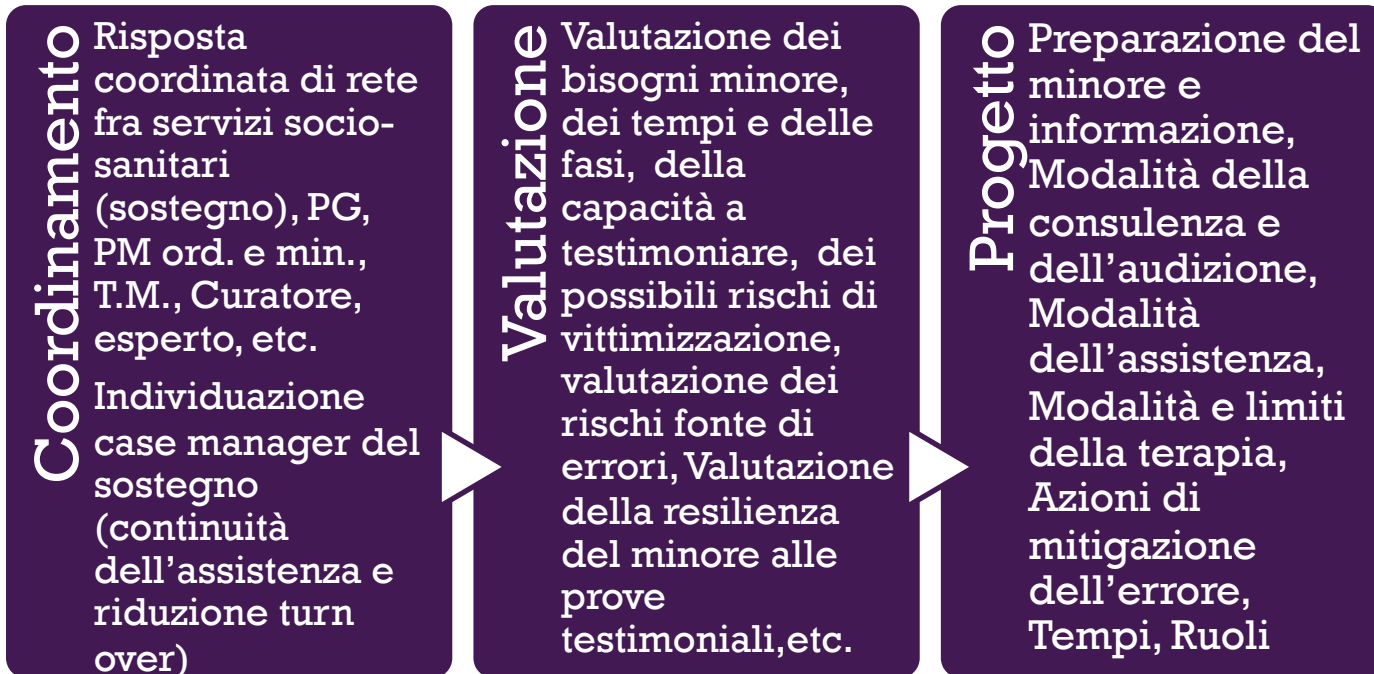 Coordinamento
Risposta
coordinata di rete
fra servizi socio-
sanitari
(sostegno), PG,
PM ord. e min.,
T.M., Curatore,
esperto, etc.
Individuazione
case manager del
sostegno
(continuità
dell’assistenza e
riduzione turn
over)
Valutazione
Valutazione dei
bisogni minore,
dei tempi e delle
fasi, della
capacità a
testimoniare, dei
possibili rischi di
vittimizzazione,
valutazione dei
rischi fonte di
errori, Valutazione
della resilienza
del minore alle
prove
testimoniali,etc.
Progetto
Preparazione del
minore e
informazione,
Modalità della
consulenza e
dell’audizione,
Modalità
dell’assistenza,
Modalità e limiti
della terapia,
Azioni di
mitigazione
dell’errore,
Tempi, Ruoli